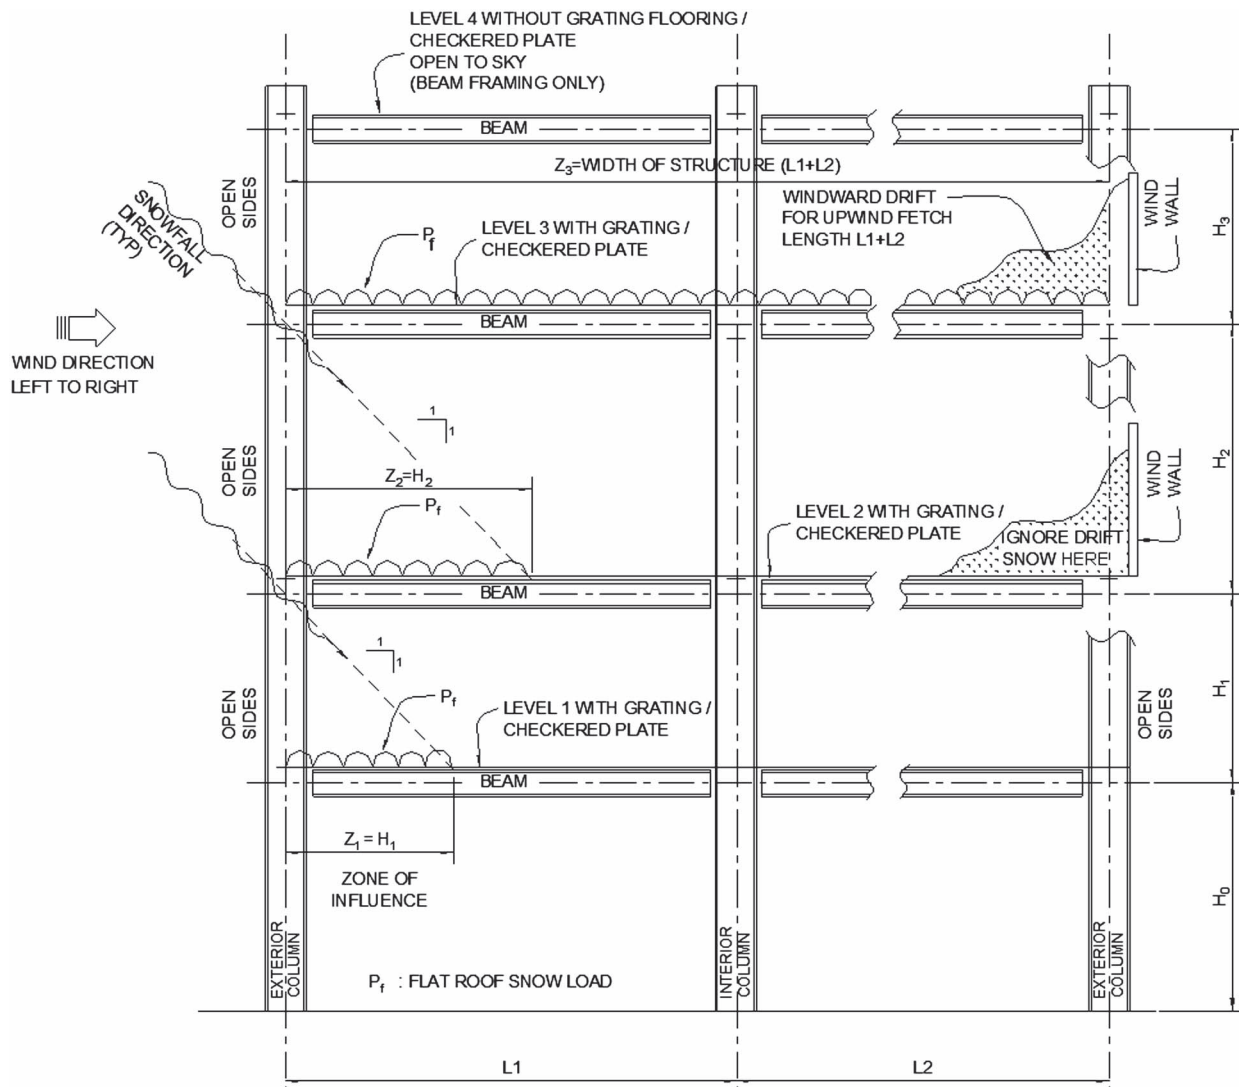 LEVEL 4 WITHOUT GRATING FLOORING /
CHECKERED PLATE
OPEN TO SKY
(BEAM FRAMING ONLY)
BEAM
Z3=WIDTH OF STRUCTURE (L1+L2)
OPEN
SIDES
SNOWFALL
DIRECTION
(TYP)
WINDWARD DRIFT
FOR UPWIND FETCH
LENGTH L1+L2
WIND
WALL
H3
Pf
LEVEL 3 WITH GRATING /
CHECKERED PLATE
BEAM
WIND DIRECTION
LEFT TO RIGHT
1
1
OPEN
SIDES
Z2=H2
Pf
LEVEL 2 WITH GRATING /
CHECKERED PLATE
IGNORE DRIFT
SNOW HERE
WIND
WALL
H2
BEAM
1
1
OPEN
SIDES
Pf
LEVEL 1 WITH GRATING /
CHECKERED PLATE
OPEN
SIDES
H1
BEAM
Z1 = H1
ZONE OF
INFLUENCE
H0
EXTERIOR
COLUMN
INTERIOR
COLUMN
EXTERIOR
COLUMN
Pf : FLAT ROOF SNOW LOAD
L1
L2